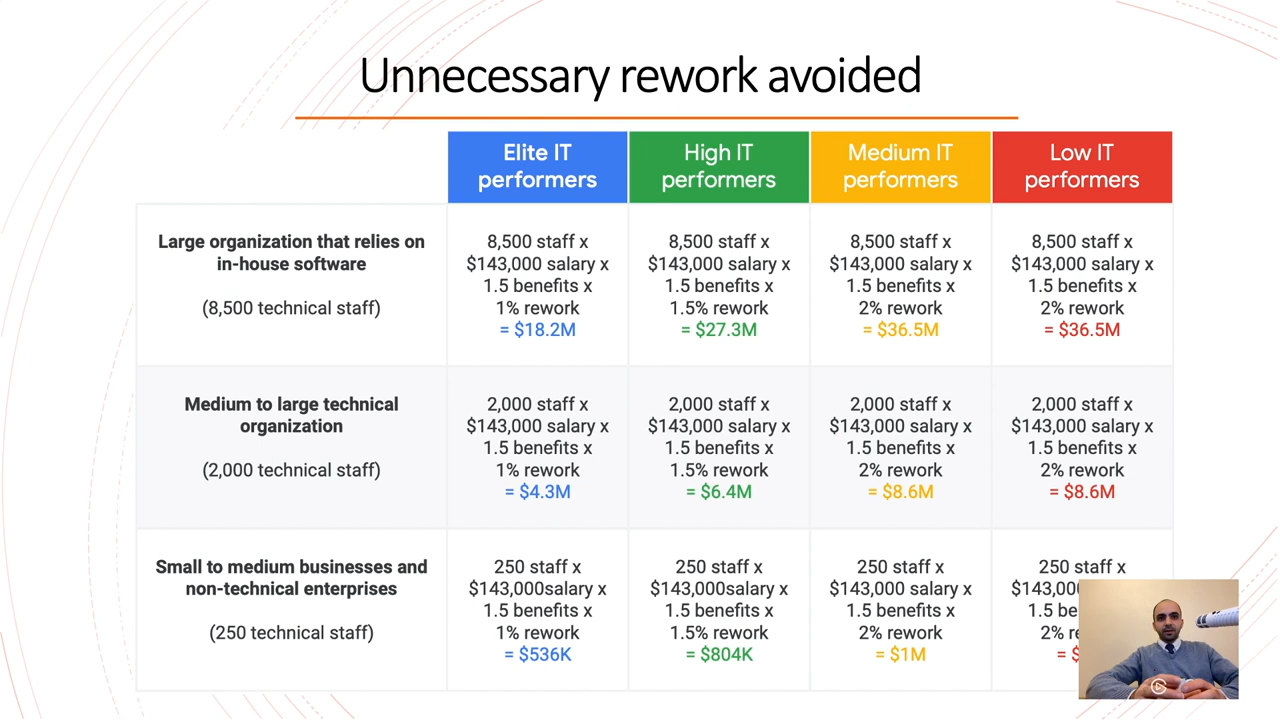 Unnecessary rework avoided
Elite IT
performers
High IT
performers
Medium IT
performers
Low IT
performers
Large organization that relies on
in-house software
(8,500 technical staff)
8,500 staff x
$143,000 salary x
1.5 benefits x
1% rework
= $18.2M
8,500 staff x
$143,000 salary x
1.5 benefits x
1.5% rework
= $27.3M
8,500 staff x
$143,000 salary x
1.5 benefits x
2% rework
= $36.5M
8,500 staff x
$143,000 salary x
1.5 benefits x
2% rework
= $36.5M
Medium to large technical
organization
(2,000 technical staff)
2,000 staff x
$143,000 salary x
1.5 benefits x
1% rework
= $4.3M
2,000 staff x
$143,000 salary x
1.5 benefits x
1.5% rework
= $6.4M
2,000 staff x
$143,000 salary x
1.5 benefits x
2% rework
= $8.6M
2,000 staff x
$143,000 salary x
1.5 benefits x
2% rework
= $8.6M
Small to medium businesses and
non-technical enterprises
(250 technical staff)
250 staff x
$143,000salary x
1.5 benefits x
1% rework
= $536K
250 staff x
$143,000salary x
1.5 benefits x
1.5% rework
= $804K
250 staff x
$143,000 salary x
1.5 benefits x
2% rework
= $1M
250 staff x
1.5
2%
= $